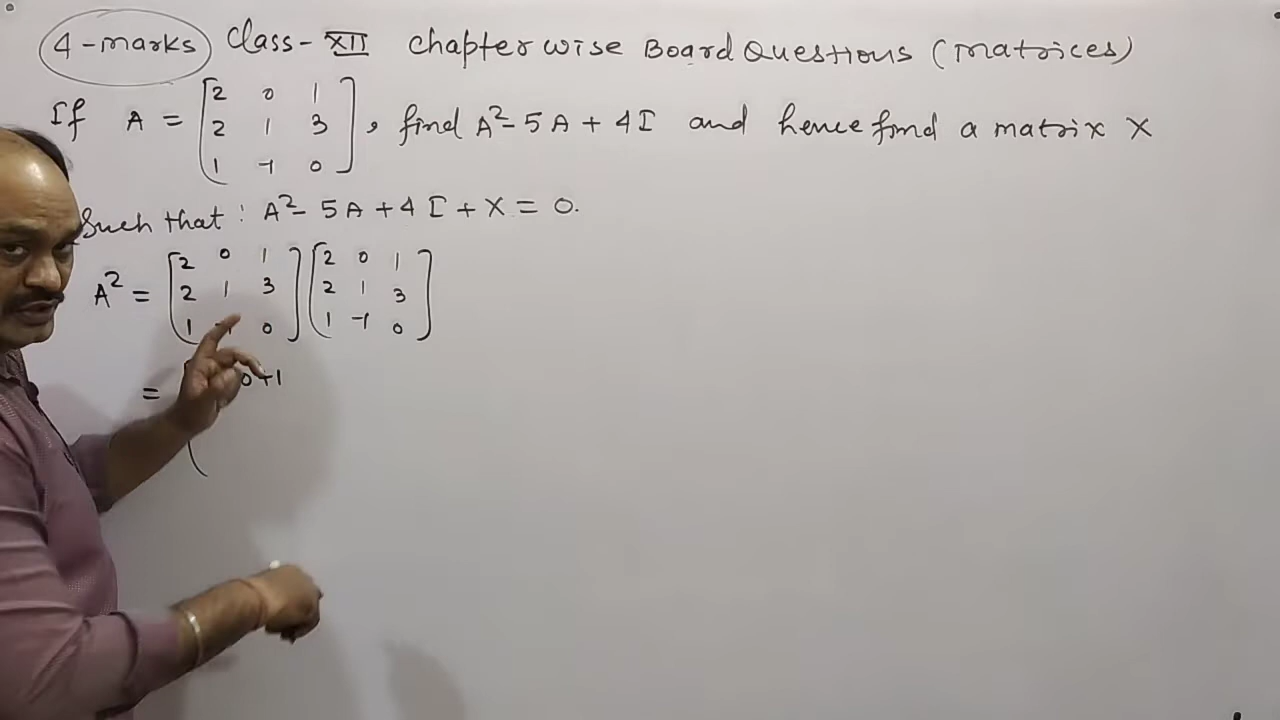 4-marks Class-XII chapterwise Board Questions (Matrices)
If A = [2 0 1; 2 1 3; 1 -1 0], find A²-5A+4I and hence find a matrix X
Such that: A²-5A+4I+X=0.
A² = [2 0 1; 2 1 3; 1 -1 0] [2 0 1; 2 1 3; 1 -1 0]
= [ 0+1